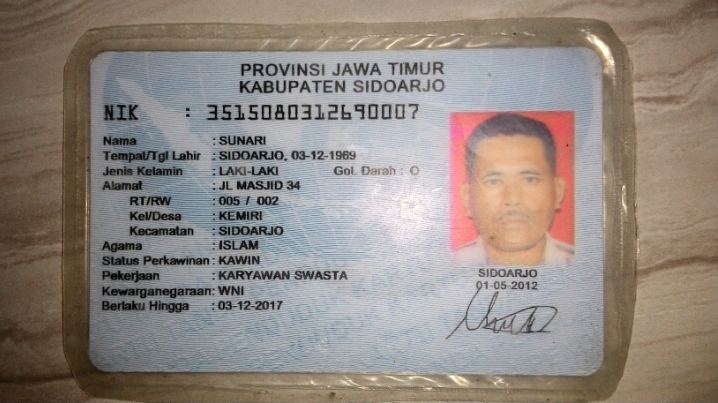 PROVINSI JAWA TIMUR
KABUPATEN SIDOARJO
NIK : 3515080312690007
Nama : SUNARI
Tempat/Tgl Lahir : SIDOARJO, 03-12-1969
Jenis Kelamin : LAKI-LAKI Gol. Darah : O
Alamat : JL MASJID 34
RT/RW : 005 / 002
Kel/Desa : KEMIRI
Kecamatan : SIDOARJO
Agama : ISLAM
Status Perkawinan : KAWIN
Pekerjaan : KARYAWAN SWASTA
Kewarganegaraan : WNI
Berlaku Hingga : 03-12-2017
SIDOARJO
01-05-2012